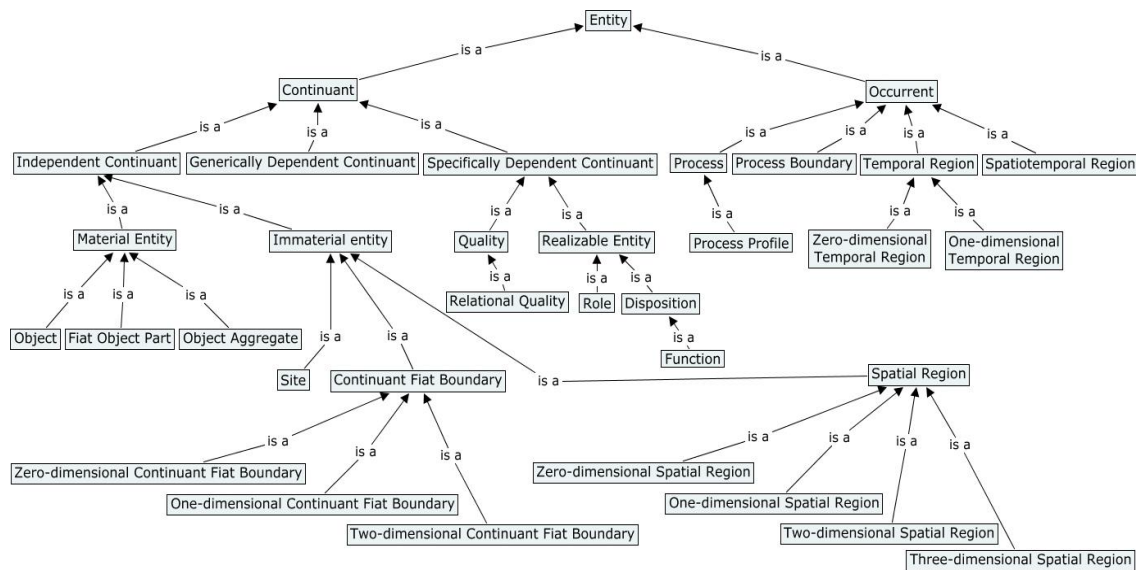 Entity
is a
is a
Continuant
Occurrent
is a
is a
is a
is a
is a
is a
is a
Independent Continuant
Generically Dependent Continuant
Specifically Dependent Continuant
Process
Process Boundary
Temporal Region
Spatiotemporal Region
is a
is a
is a
is a
is a
is a
is a
Material Entity
Immaterial entity
Quality
Realizable Entity
Process Profile
Zero-dimensional
Temporal Region
One-dimensional
Temporal Region
is a
is a
is a
is a
is a
is a
Relational Quality
Role
Disposition
Object
Fiat Object Part
Object Aggregate
is a
is a
is a
Function
Site
Continuant Fiat Boundary
is a
Spatial Region
is a
is a
is a
is a
is a
is a
is a
Zero-dimensional Continuant Fiat Boundary
Zero-dimensional Spatial Region
One-dimensional Continuant Fiat Boundary
One-dimensional Spatial Region
Two-dimensional Continuant Fiat Boundary
Two-dimensional Spatial Region
Three-dimensional Spatial Region